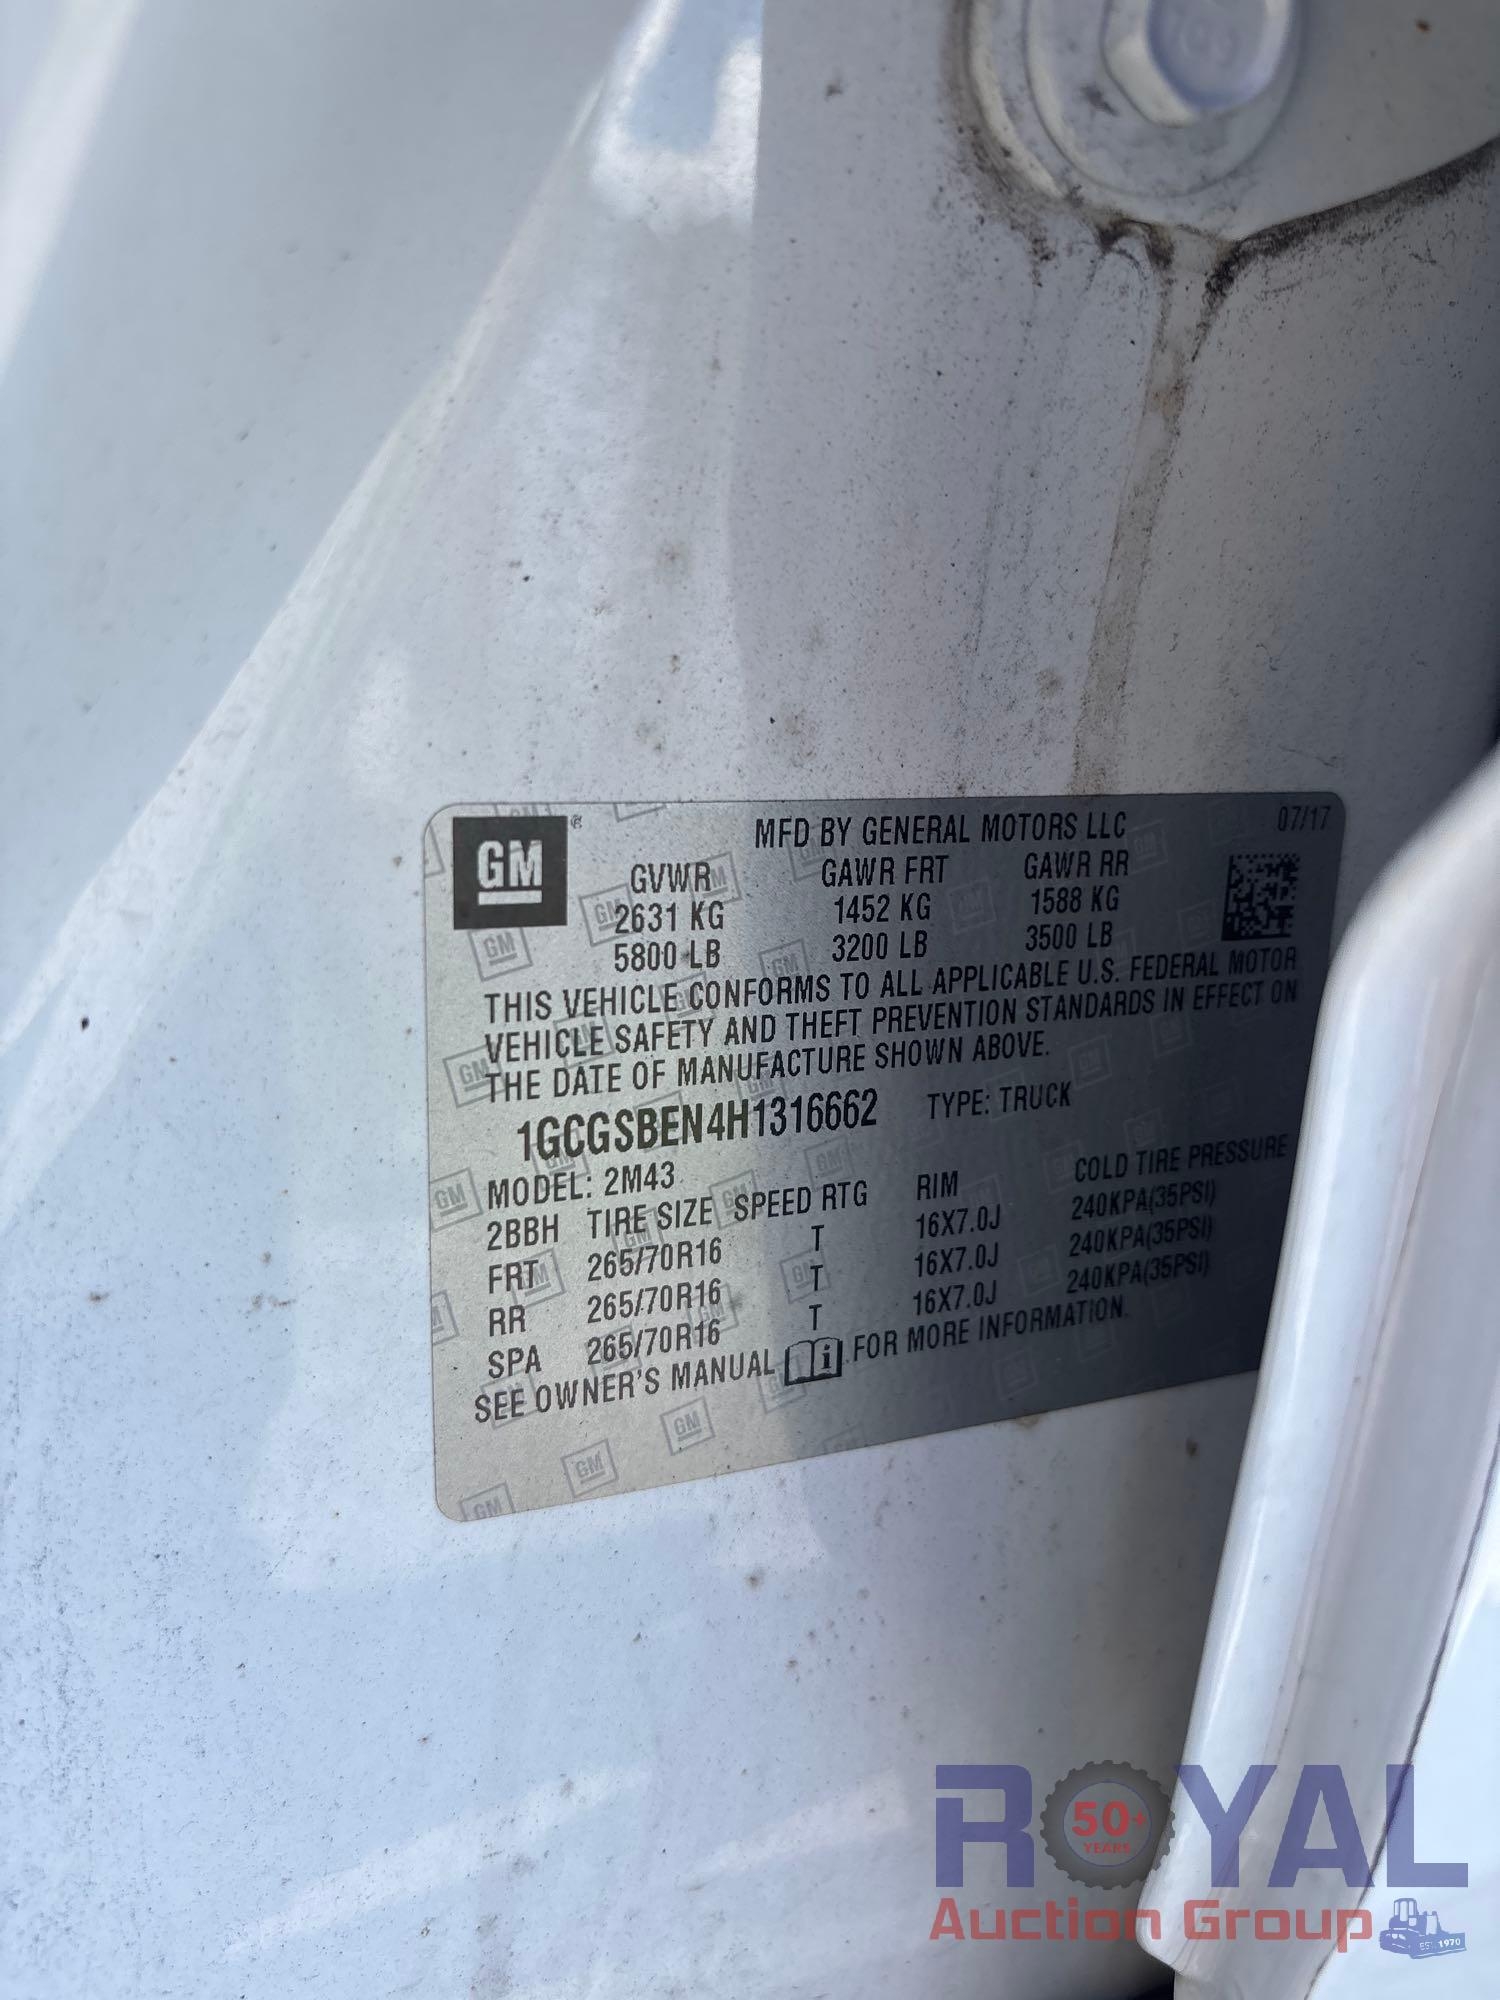 GM
MFD BY GENERAL MOTORS LLC 07/17
GVWR GAWR FRT GAWR RR
2631 KG 1452 KG 1588 KG
5800 LB 3200 LB 3500 LB
THIS VEHICLE CONFORMS TO ALL APPLICABLE U.S. FEDERAL MOTOR
VEHICLE SAFETY AND THEFT PREVENTION STANDARDS IN EFFECT ON
THE DATE OF MANUFACTURE SHOWN ABOVE.
1GCGSBEN4H1316662 TYPE: TRUCK
MODEL: 2M43
2BBH TIRE SIZE SPEED RTG RIM COLD TIRE PRESSURE
FRT 265/70R16 T 16X7.0J 240KPA(35PSI)
RR 265/70R16 T 16X7.0J 240KPA(35PSI)
SPA 265/70R16 T 16X7.0J 240KPA(35PSI)
SEE OWNER'S MANUAL FOR MORE INFORMATION.
ROYAL
50+
YEARS
Auction Group
EST. 1970